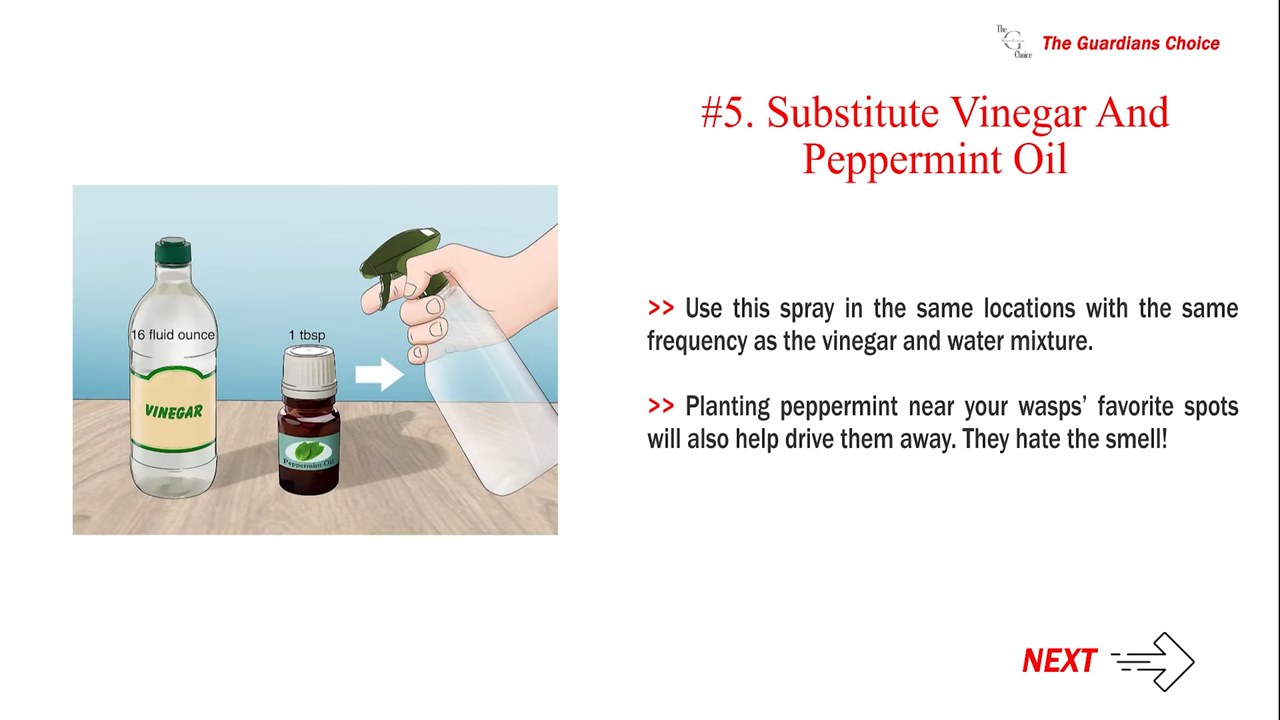 The
G
Choice
The Guardians Choice
#5. Substitute Vinegar And
Peppermint Oil
16 fluid ounce
1 tbsp
VINEGAR
Peppermint Oil
>> Use this spray in the same locations with the same
frequency as the vinegar and water mixture.
>> Planting peppermint near your wasps’ favorite spots
will also help drive them away. They hate the smell!
NEXT